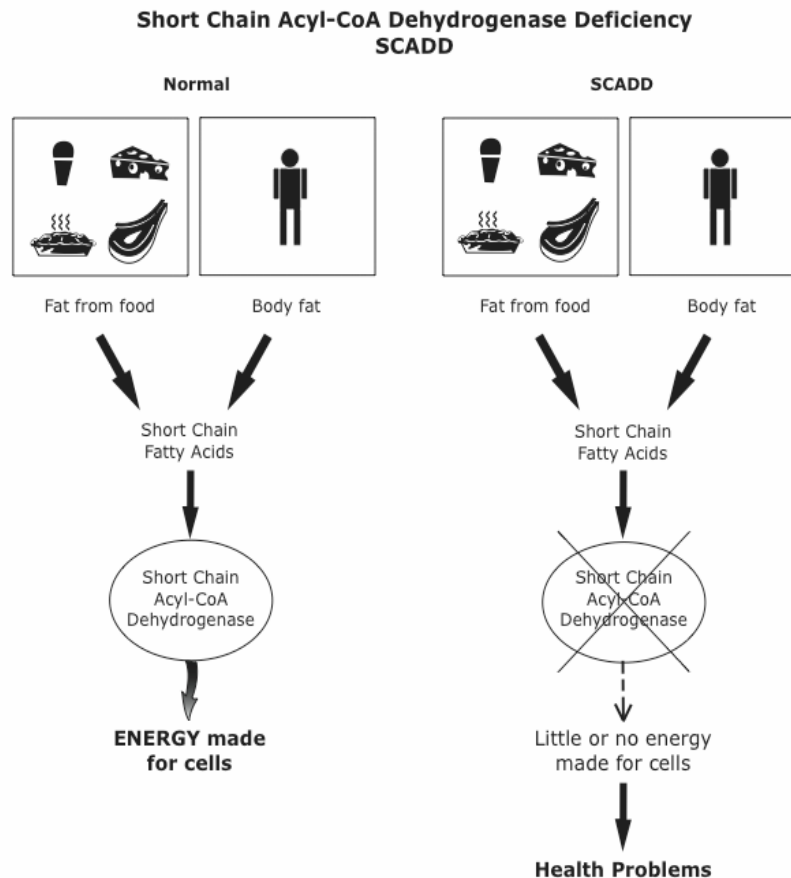 Short Chain Acyl-CoA Dehydrogenase Deficiency
SCADD
Normal
Fat from food
Body fat
Short Chain
Fatty Acids
Short Chain
Acyl-CoA
Dehydrogenase
ENERGY made
for cells
SCADD
Fat from food
Body fat
Short Chain
Fatty Acids
Short Chain
Acyl-CoA
Dehydrogenase
Little or no energy
made for cells
Health Problems